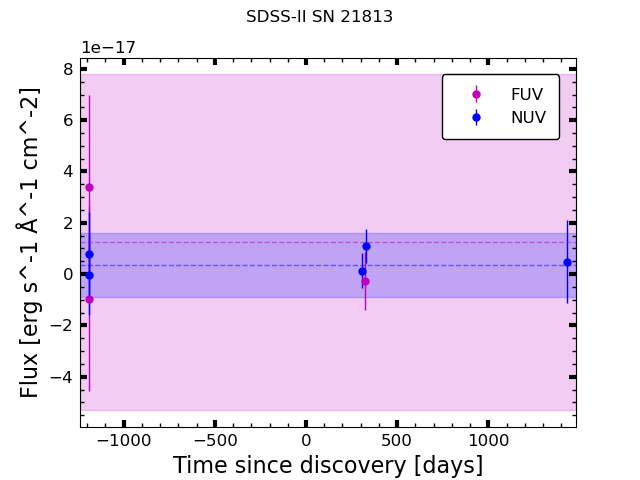 SDSS-II SN 21813
1e−17
8
6
4
2
0
−2
−4
FUV
NUV
Flux [erg s^-1 Å^-1 cm^-2]
−1000
−500
0
500
1000
Time since discovery [days]